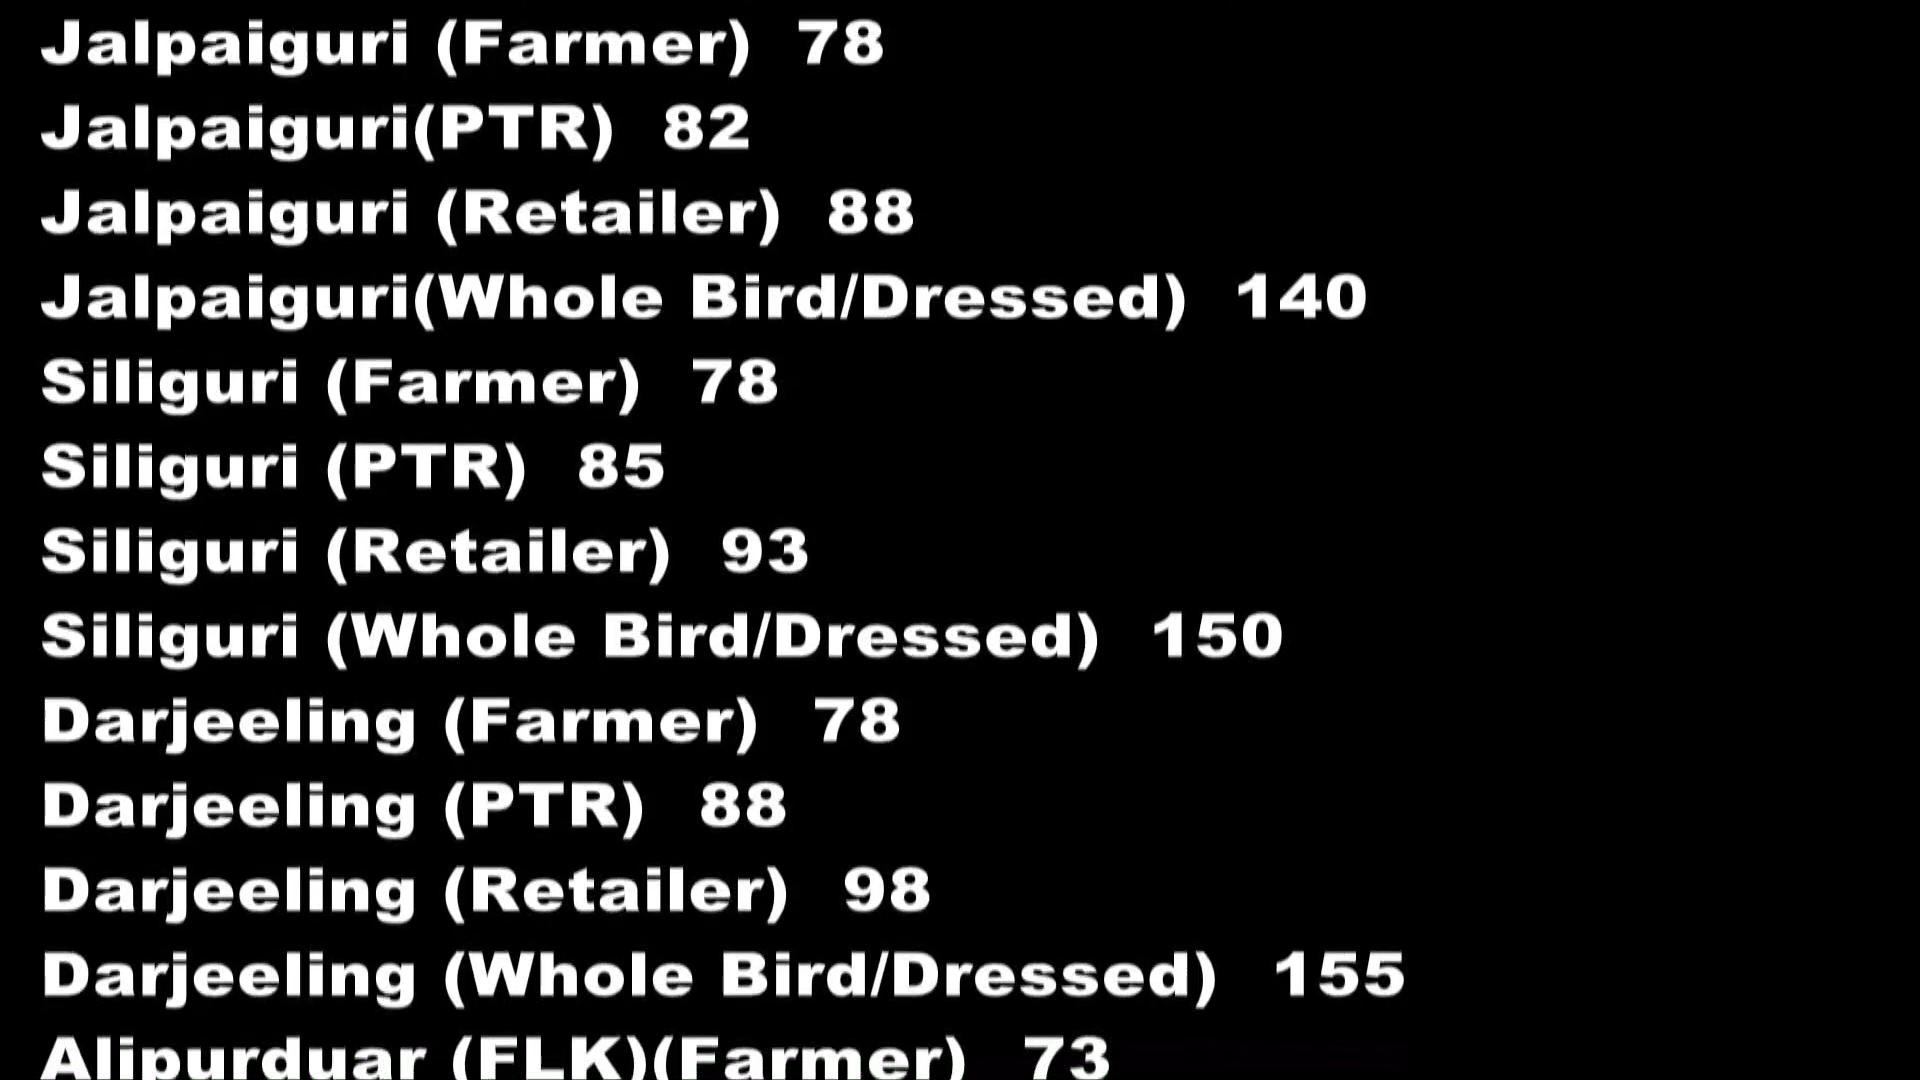 Jalpaiguri (Farmer) 78
Jalpaiguri(PTR) 82
Jalpaiguri (Retailer) 88
Jalpaiguri(Whole Bird/Dressed) 140
Siliguri (Farmer) 78
Siliguri (PTR) 85
Siliguri (Retailer) 93
Siliguri (Whole Bird/Dressed) 150
Darjeeling (Farmer) 78
Darjeeling (PTR) 88
Darjeeling (Retailer) 98
Darjeeling (Whole Bird/Dressed) 155
Alipurduar (FLK)(Farmer) 73